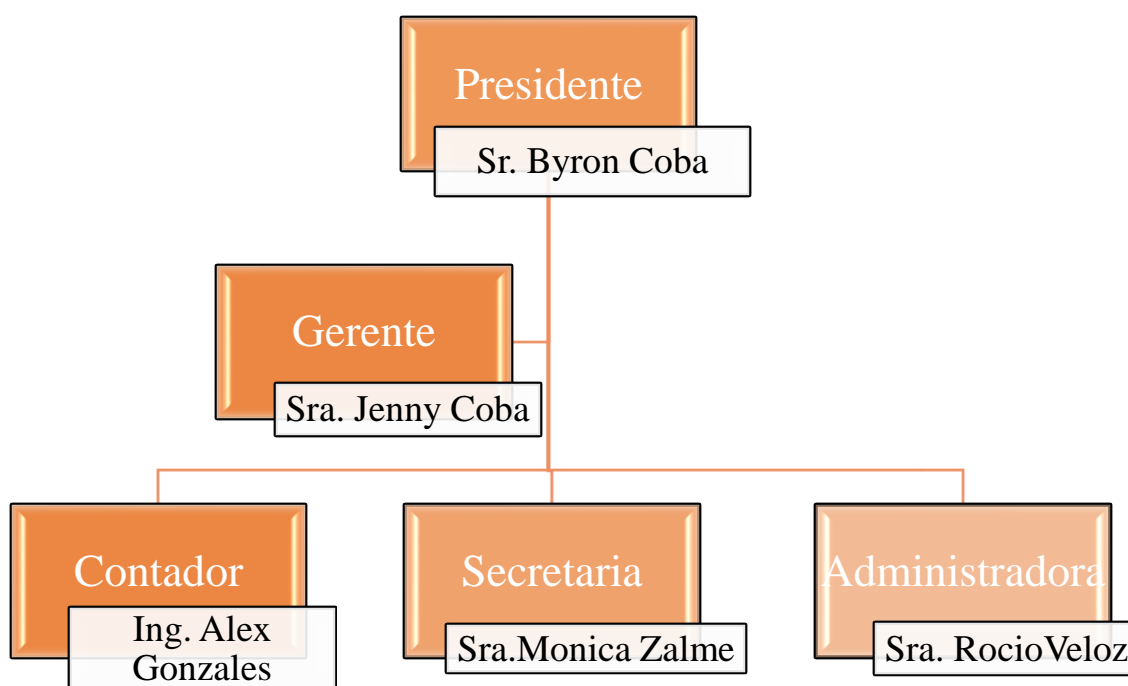 Presidente
Sr. Byron Coba
Gerente
Sra. Jenny Coba
Contador
Ing. Alex
Gonzales
Secretaria
Sra.Monica Zalme
Administradora
Sra. RocioVeloz